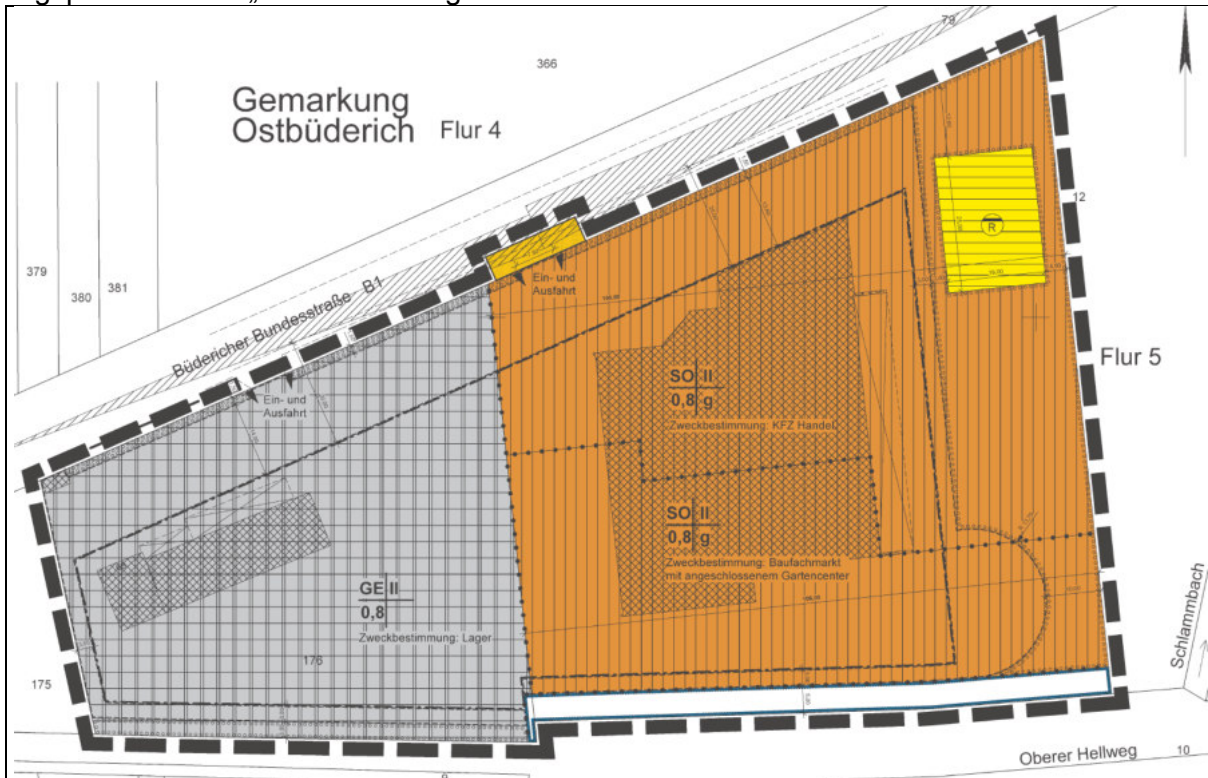 79
366
Gemarkung
Ostbüderich Flur 4
12
R
379
380
381
Büdericher Bundesstraße - B1
Ein- und
Ausfahrt
Ein- und
Ausfahrt
Flur 5
SO II
0,8 g
Zweckbestimmung: KFZ Handel
SO II
0,8 g
Zweckbestimmung: Baufachmarkt
mit angeschlossenem Gartencenter
GE II
0,8
Zweckbestimmung: Lager
176
175
Schlammbach
Oberer Hellweg 10